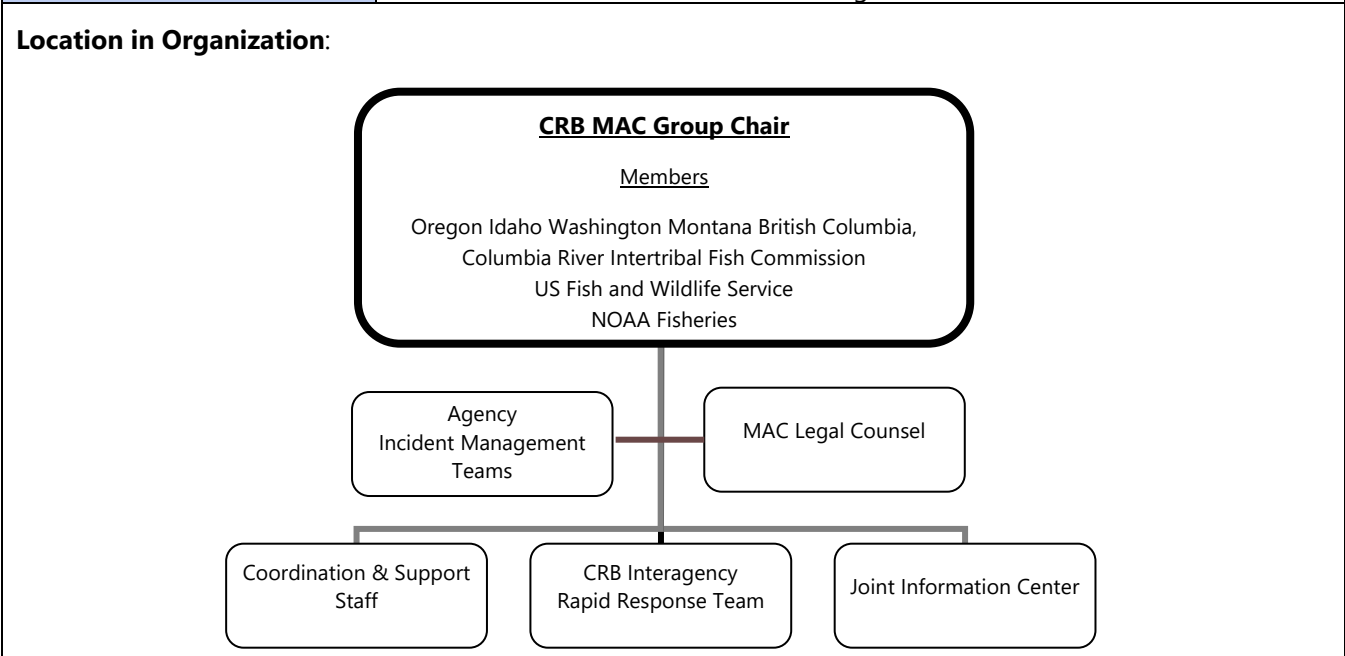 Location in Organization:
CRB MAC Group Chair
Members
Oregon Idaho Washington Montana British Columbia,
Columbia River Intertribal Fish Commission
US Fish and Wildlife Service
NOAA Fisheries
Agency
Incident Management
Teams
MAC Legal Counsel
Coordination & Support
Staff
CRB Interagency
Rapid Response Team
Joint Information Center